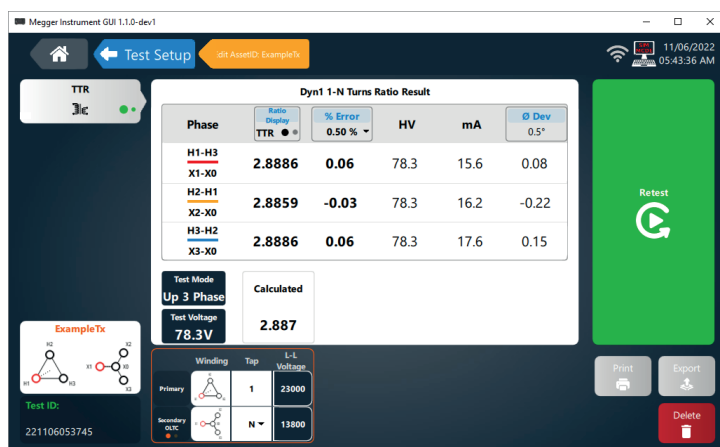 Megger Instrument GUI 1.1.0-dev1
Test Setup
dit AssetID: ExampleTx
11/06/2022
05:43:36 AM
TTR
Dyn1 1-N Turns Ratio Result
Phase
Ratio
Display
TTR
% Error
0.50 %
HV
mA
Ø Dev
0.5°
H1-H3
X1-X0
2.8886
0.06
78.3
15.6
0.08
H2-H1
X2-X0
2.8859
-0.03
78.3
16.2
-0.22
H3-H2
X3-X0
2.8886
0.06
78.3
17.6
0.15
Test Mode
Up 3 Phase
Test Voltage
78.3V
Calculated
2.887
Retest
ExampleTx
H2
H1
H3
X2
X1
X0
X3
Test ID:
221106053745
Winding
Tap
L-L
Voltage
Primary
1
23000
Secondary
OLTC
N
13800
Print
Export
Delete